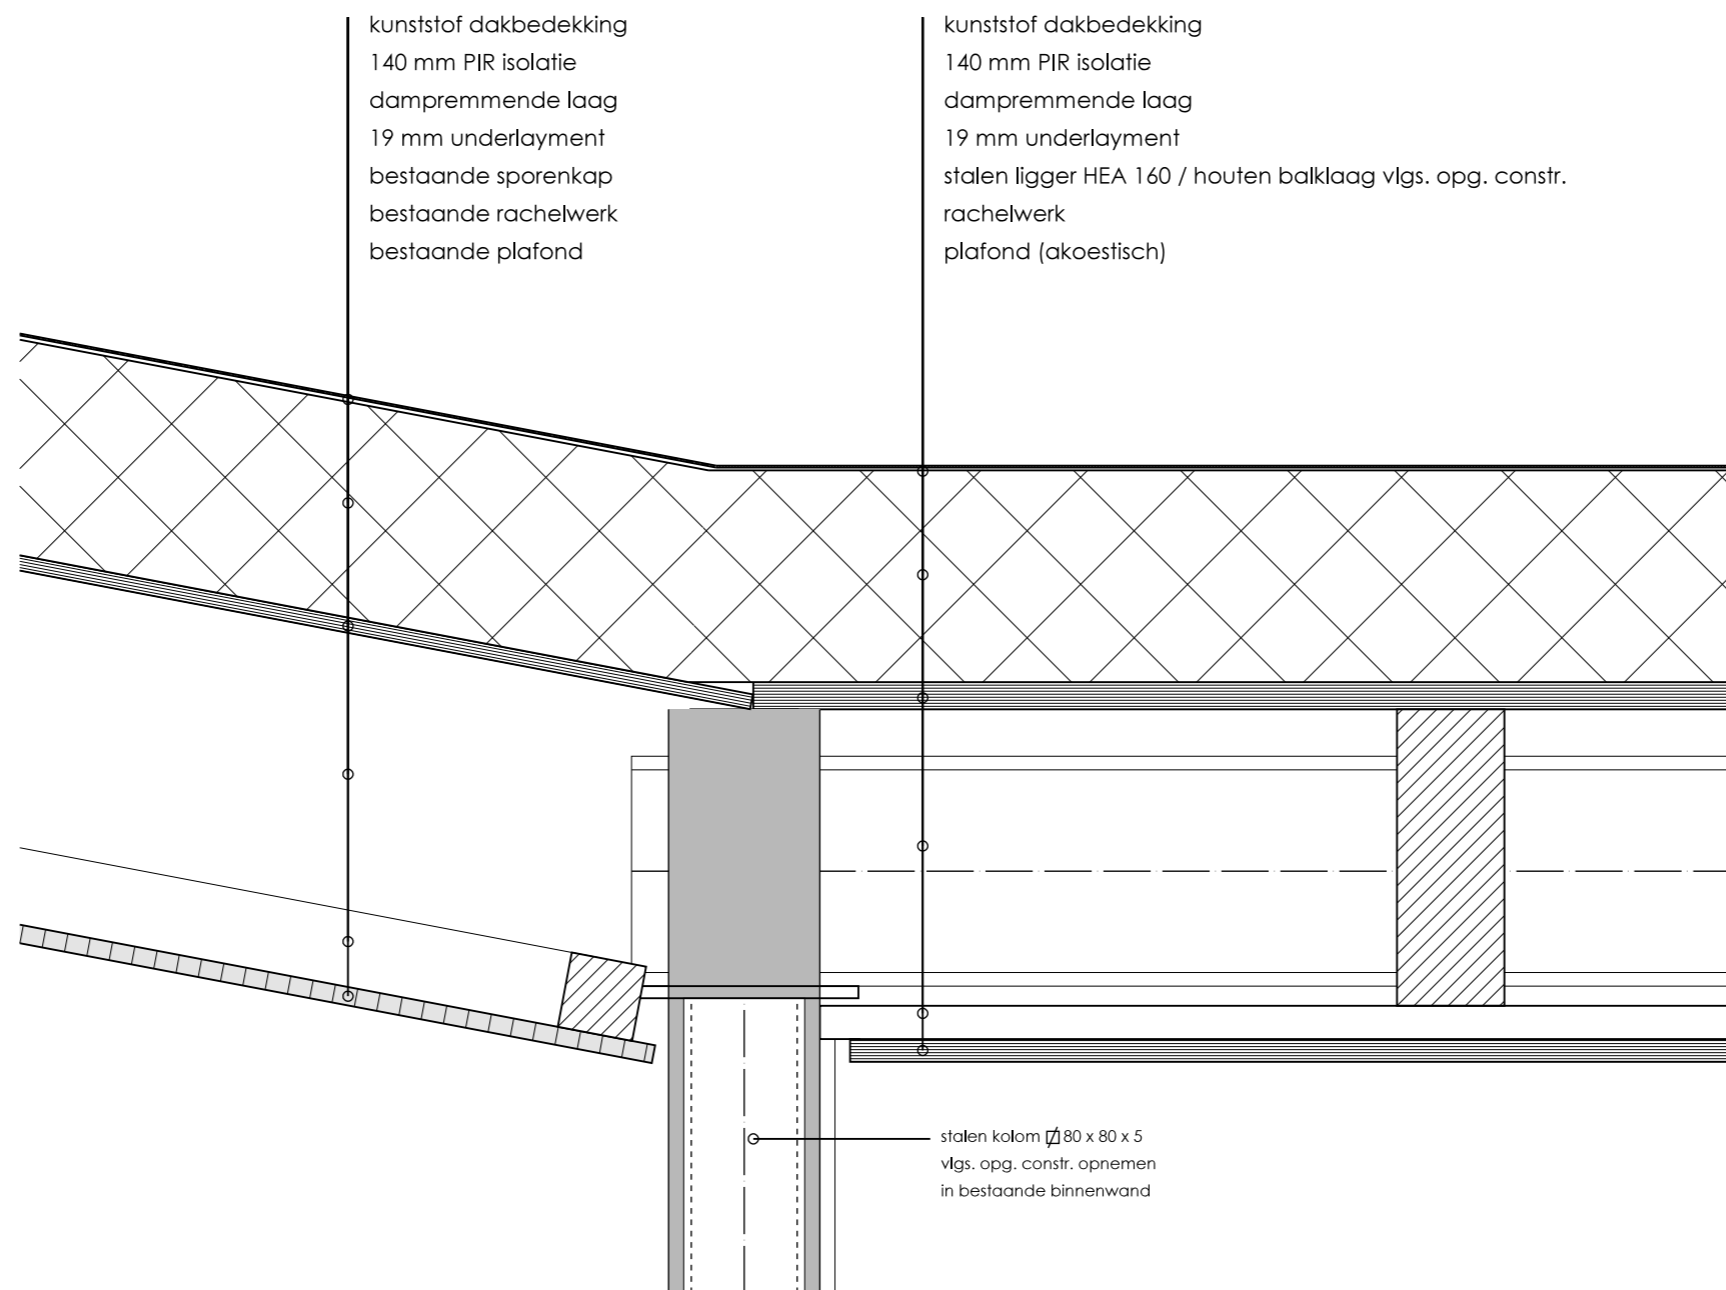 kunststof dakbedekking
140 mm PIR isolatie
dampremmende laag
19 mm underlayment
bestaande sporenkap
bestaande rachelwerk
bestaande plafond
kunststof dakbedekking
140 mm PIR isolatie
dampremmende laag
19 mm underlayment
stalen ligger HEA 160 / houten balklaag vlgs. opg. constr.
rachelwerk
plafond (akoestisch)
stalen kolom 80 x 80 x 5
vlgs. opg. constr. opnemen
in bestaande binnenwand